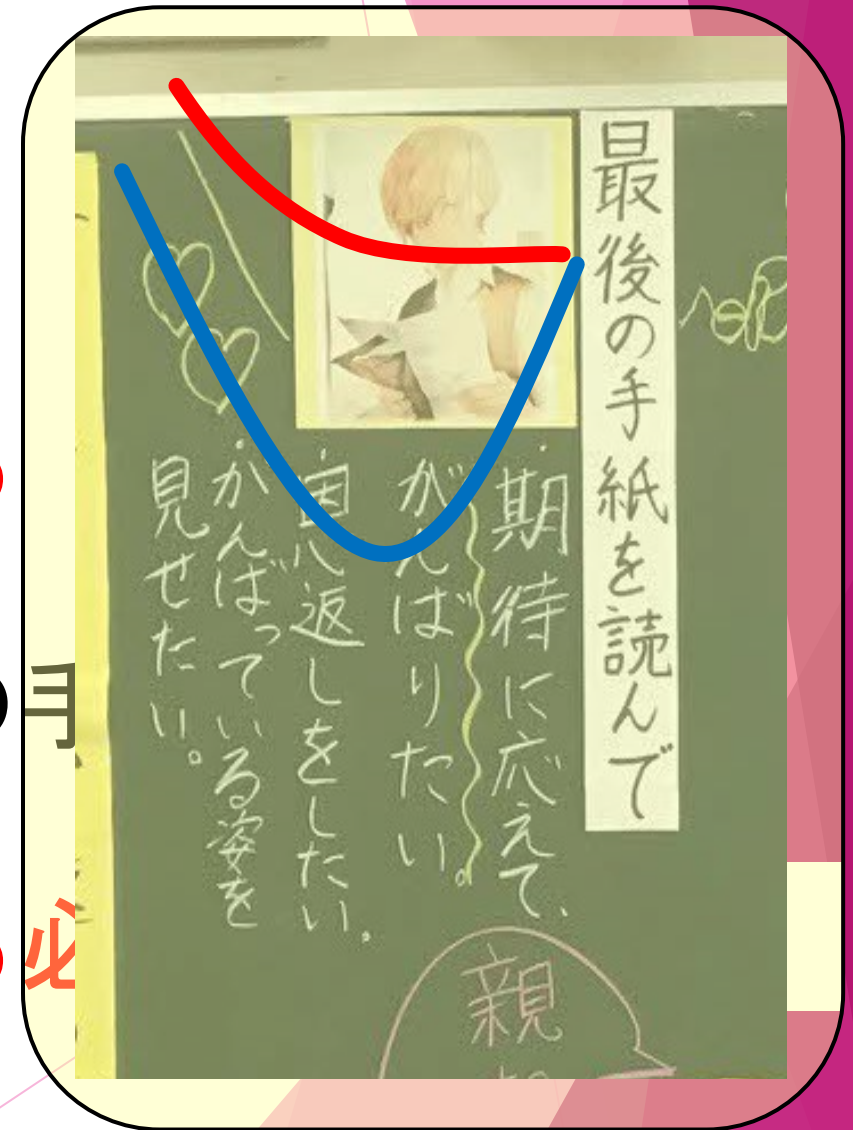 最後の手紙を読んで
・期待に応えて、
がんばりたい。
・恩返しをしたい。
・がんばっている姿を
見せたい。
親